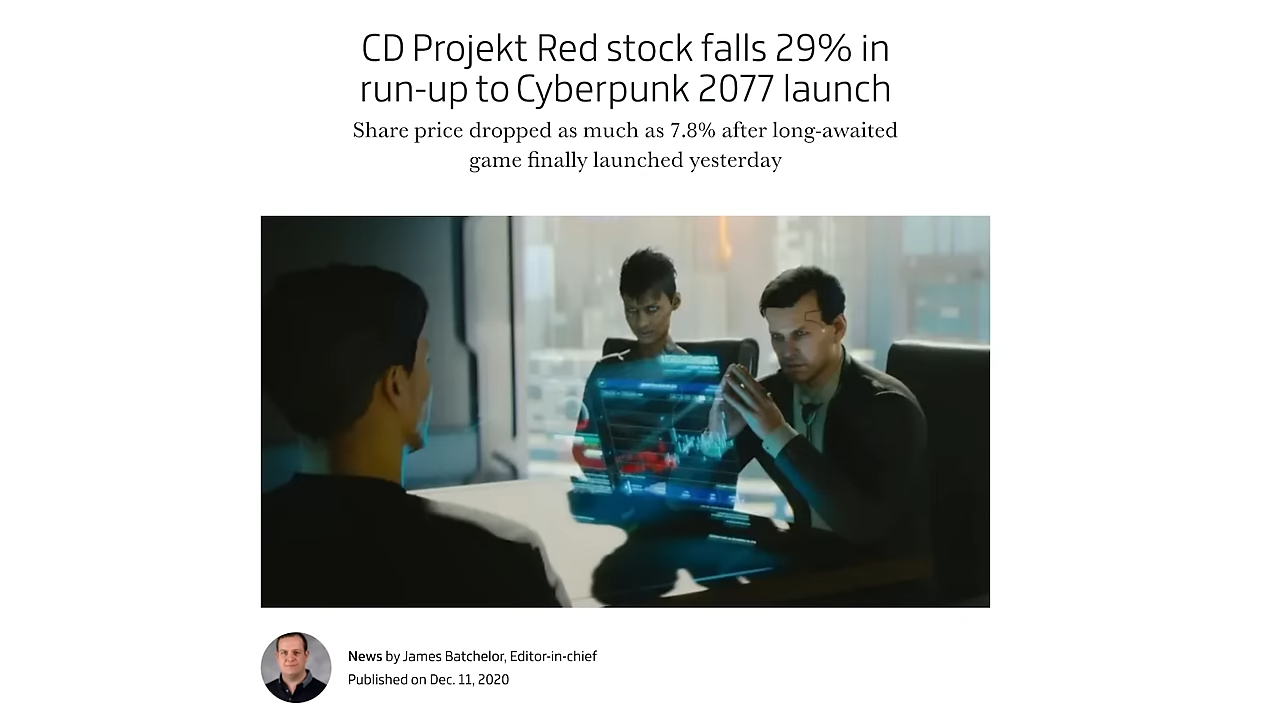 CD Projekt Red stock falls 29% in
run-up to Cyberpunk 2077 launch
Share price dropped as much as 7.8% after long-awaited
game finally launched yesterday
News by James Batchelor, Editor-in-chief
Published on Dec. 11, 2020